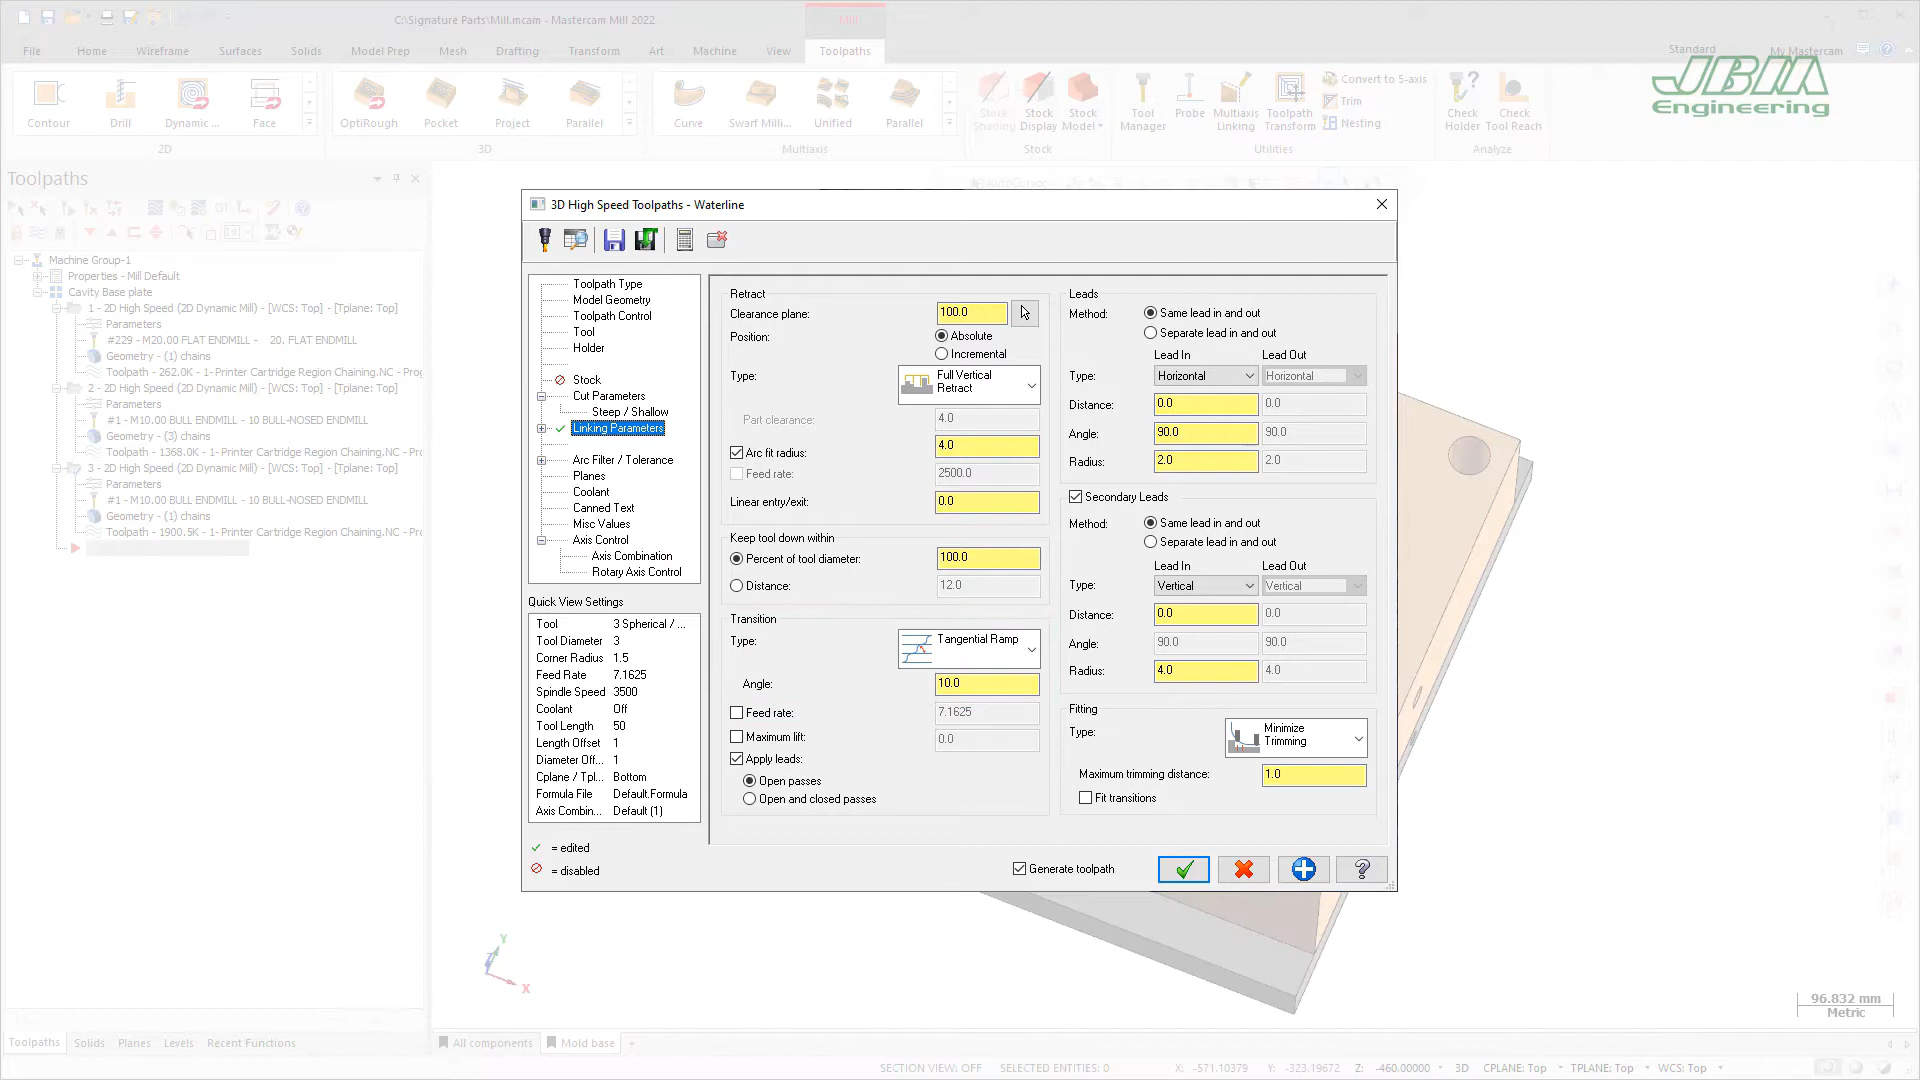 C:\Signature Parts\Mill.mcam - Mastercam Mill 2022
Mill
File Home Wireframe Surfaces Solids Model Prep Mesh Drafting Transform Art Machine View Toolpaths
Standard My Mastercam
JBM
Engineering
Contour Drill Dynamic ... Face
2D
OptiRough Pocket Project Parallel
3D
Curve Swarf Milli... Unified Parallel
Multiaxis
Stock Shading Stock Display Stock Model
Stock
Tool Manager Probe Multiaxis Linking Toolpath Transform
Convert to 5-axis
Trim
Nesting
Utilities
Check Holder Check Tool Reach
Analyze
Toolpaths
AutoCursor
Machine Group-1
Properties - Mill Default
Cavity Base plate
1 - 2D High Speed (2D Dynamic Mill) - [WCS: Top] - [Tplane: Top]
Parameters
#229 - M20.00 FLAT ENDMILL - 20. FLAT ENDMILL
Geometry - (1) chains
Toolpath - 262.0K - 1- Printer Cartridge Region Chaining.NC - Pro
2 - 2D High Speed (2D Dynamic Mill) - [WCS: Top] - [Tplane: Top]
Parameters
#1 - M10.00 BULL ENDMILL - 10 BULL-NOSED ENDMILL
Geometry - (3) chains
Toolpath - 1368.0K - 1- Printer Cartridge Region Chaining.NC - Pr
3 - 2D High Speed (2D Dynamic Mill) - [WCS: Top] - [Tplane: Top]
Parameters
#1 - M10.00 BULL ENDMILL - 10 BULL-NOSED ENDMILL
Geometry - (1) chains
Toolpath - 1900.5K - 1- Printer Cartridge Region Chaining.NC - Pr
3D High Speed Toolpaths - Waterline
Toolpath Type
Model Geometry
Toolpath Control
Tool
Holder
Stock
Cut Parameters
Steep / Shallow
Linking Parameters
Arc Filter / Tolerance
Planes
Coolant
Canned Text
Misc Values
Axis Control
Axis Combination
Rotary Axis Control
Quick View Settings
Tool 3 Spherical / ...
Tool Diameter 3
Corner Radius 1.5
Feed Rate 7.1625
Spindle Speed 3500
Coolant Off
Tool Length 50
Length Offset 1
Diameter Off... 1
Cplane / Tpl... Bottom
Formula File Default.Formula
Axis Combin... Default (1)
= edited
= disabled
Retract
Clearance plane: 100.0
Position: Absolute
Incremental
Type: Full Vertical Retract
Part clearance: 4.0
Arc fit radius: 4.0
Feed rate: 2500.0
Linear entry/exit: 0.0
Keep tool down within
Percent of tool diameter: 100.0
Distance: 12.0
Transition
Type: Tangential Ramp
Angle: 10.0
Feed rate: 7.1625
Maximum lift: 0.0
Apply leads:
Open passes
Open and closed passes
Leads
Method: Same lead in and out
Separate lead in and out
Lead In Lead Out
Type: Horizontal Horizontal
Distance: 0.0 0.0
Angle: 90.0 90.0
Radius: 2.0 2.0
Secondary Leads
Method: Same lead in and out
Separate lead in and out
Lead In Lead Out
Type: Vertical Vertical
Distance: 0.0 0.0
Angle: 90.0 90.0
Radius: 4.0 4.0
Fitting
Type: Minimize Trimming
Maximum trimming distance: 1.0
Fit transitions
Generate toolpath
Y
Z
X
96.832 mm
Metric
Toolpaths Solids Planes Levels Recent Functions
All components Mold base +
SECTION VIEW: OFF SELECTED ENTITIES: 0 X: -571.10379 Y: -323.19672 Z: -460.00000 3D CPLANE: Top TPLANE: Top WCS: Top